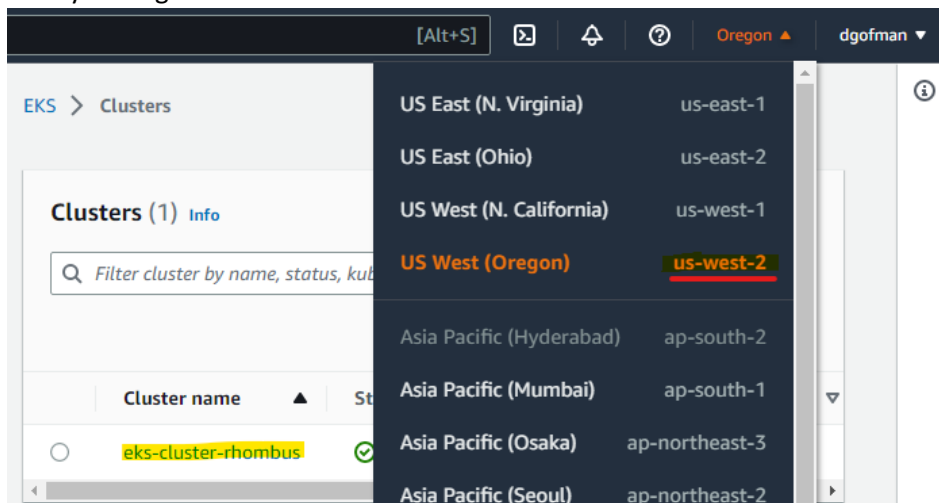 [Alt+S]
Oregon ▲
dgofman ▼
EKS > Clusters
Clusters (1) Info
Filter cluster by name, status, kub
Cluster name ▲
St
eks-cluster-rhombus
US East (N. Virginia) us-east-1
US East (Ohio) us-east-2
US West (N. California) us-west-1
US West (Oregon) us-west-2
Asia Pacific (Hyderabad) ap-south-2
Asia Pacific (Mumbai) ap-south-1
Asia Pacific (Osaka) ap-northeast-3
Asia Pacific (Seoul) ap-northeast-2